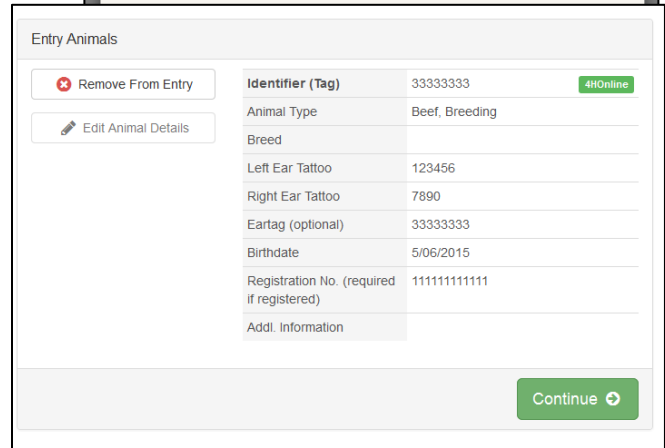 Entry Animals
Remove From Entry
Edit Animal Details
Identifier (Tag) 33333333 4HOnline
Animal Type Beef, Breeding
Breed
Left Ear Tattoo 123456
Right Ear Tattoo 7890
Eartag (optional) 33333333
Birthdate 5/06/2015
Registration No. (required 111111111111
if registered)
Addl. Information
Continue